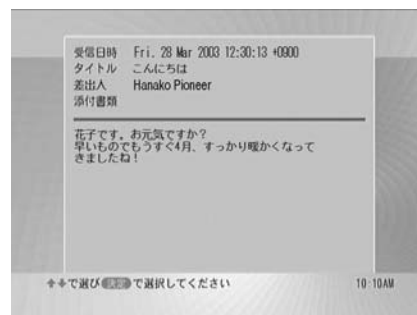 受信日時 Fri, 28 Mar 2003 12:30:13 +0900
タイトル こんにちは
差出人 Hanako Pioneer
添付書類
花子です。お元気ですか?
早いものでもうすぐ4月、すっかり暖かくなって
きましたね!
↑↓で選び 決定 で選択してください 10:10AM